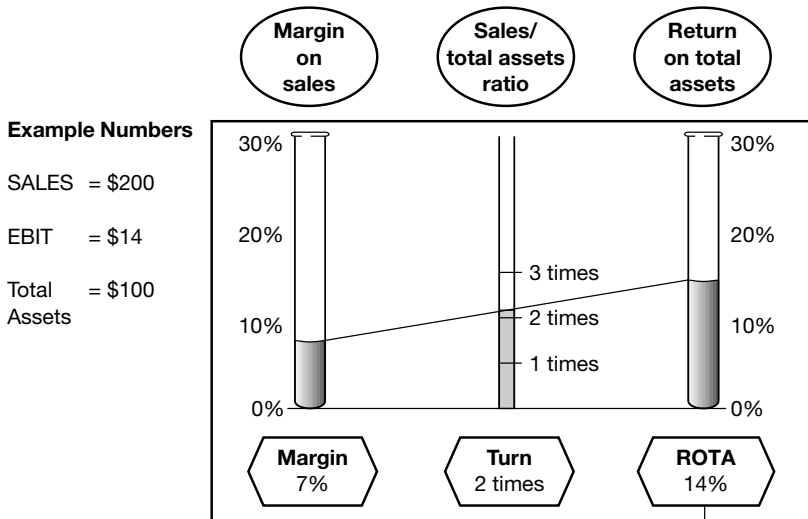 Margin
on
sales
Sales/
total assets
ratio
Return
on total
assets
Example Numbers
SALES = $200
EBIT = $14
Total = $100
Assets
30%
20%
10%
0%
3 times
2 times
1 times
30%
20%
10%
0%
Margin
7%
Turn
2 times
ROTA
14%